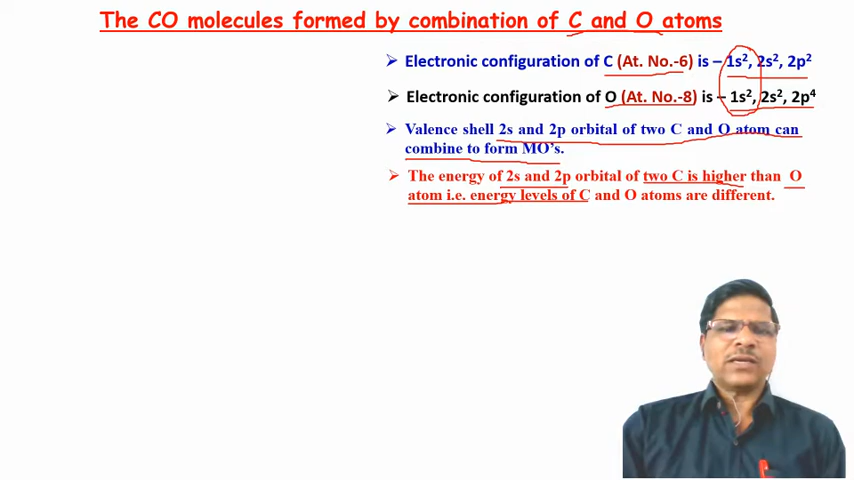 The CO molecules formed by combination of C and O atoms
➢ Electronic configuration of C (At. No.-6) is – 1s², 2s², 2p²
➢ Electronic configuration of O (At. No.-8) is – 1s², 2s², 2p⁴
➢ Valence shell 2s and 2p orbital of two C and O atom can
combine to form MO's.
➢ The energy of 2s and 2p orbital of two C is higher than O
atom i.e. energy levels of C and O atoms are different.